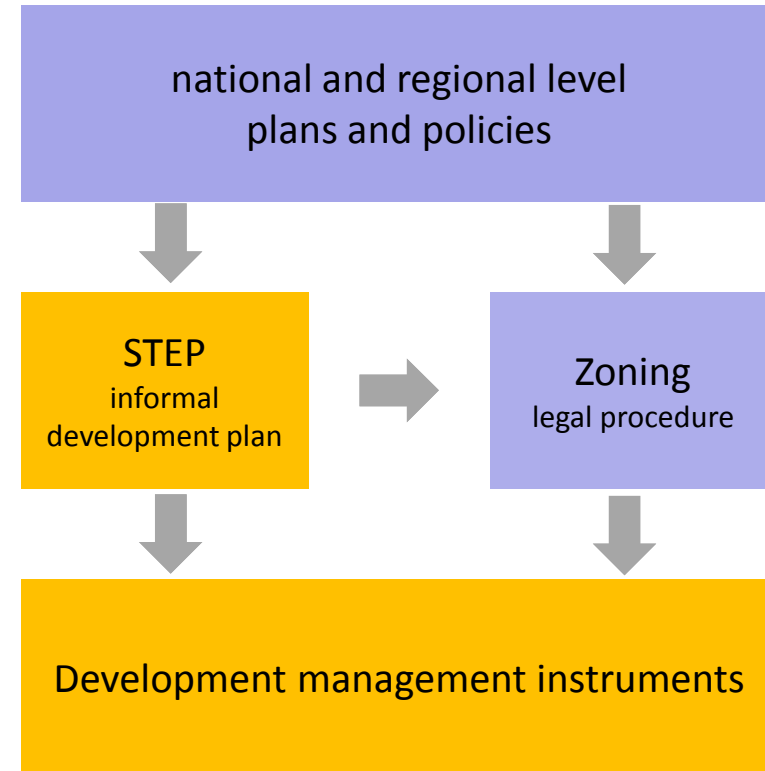 national and regional level
plans and policies
STEP
informal
development plan
Zoning
legal procedure
Development management instruments